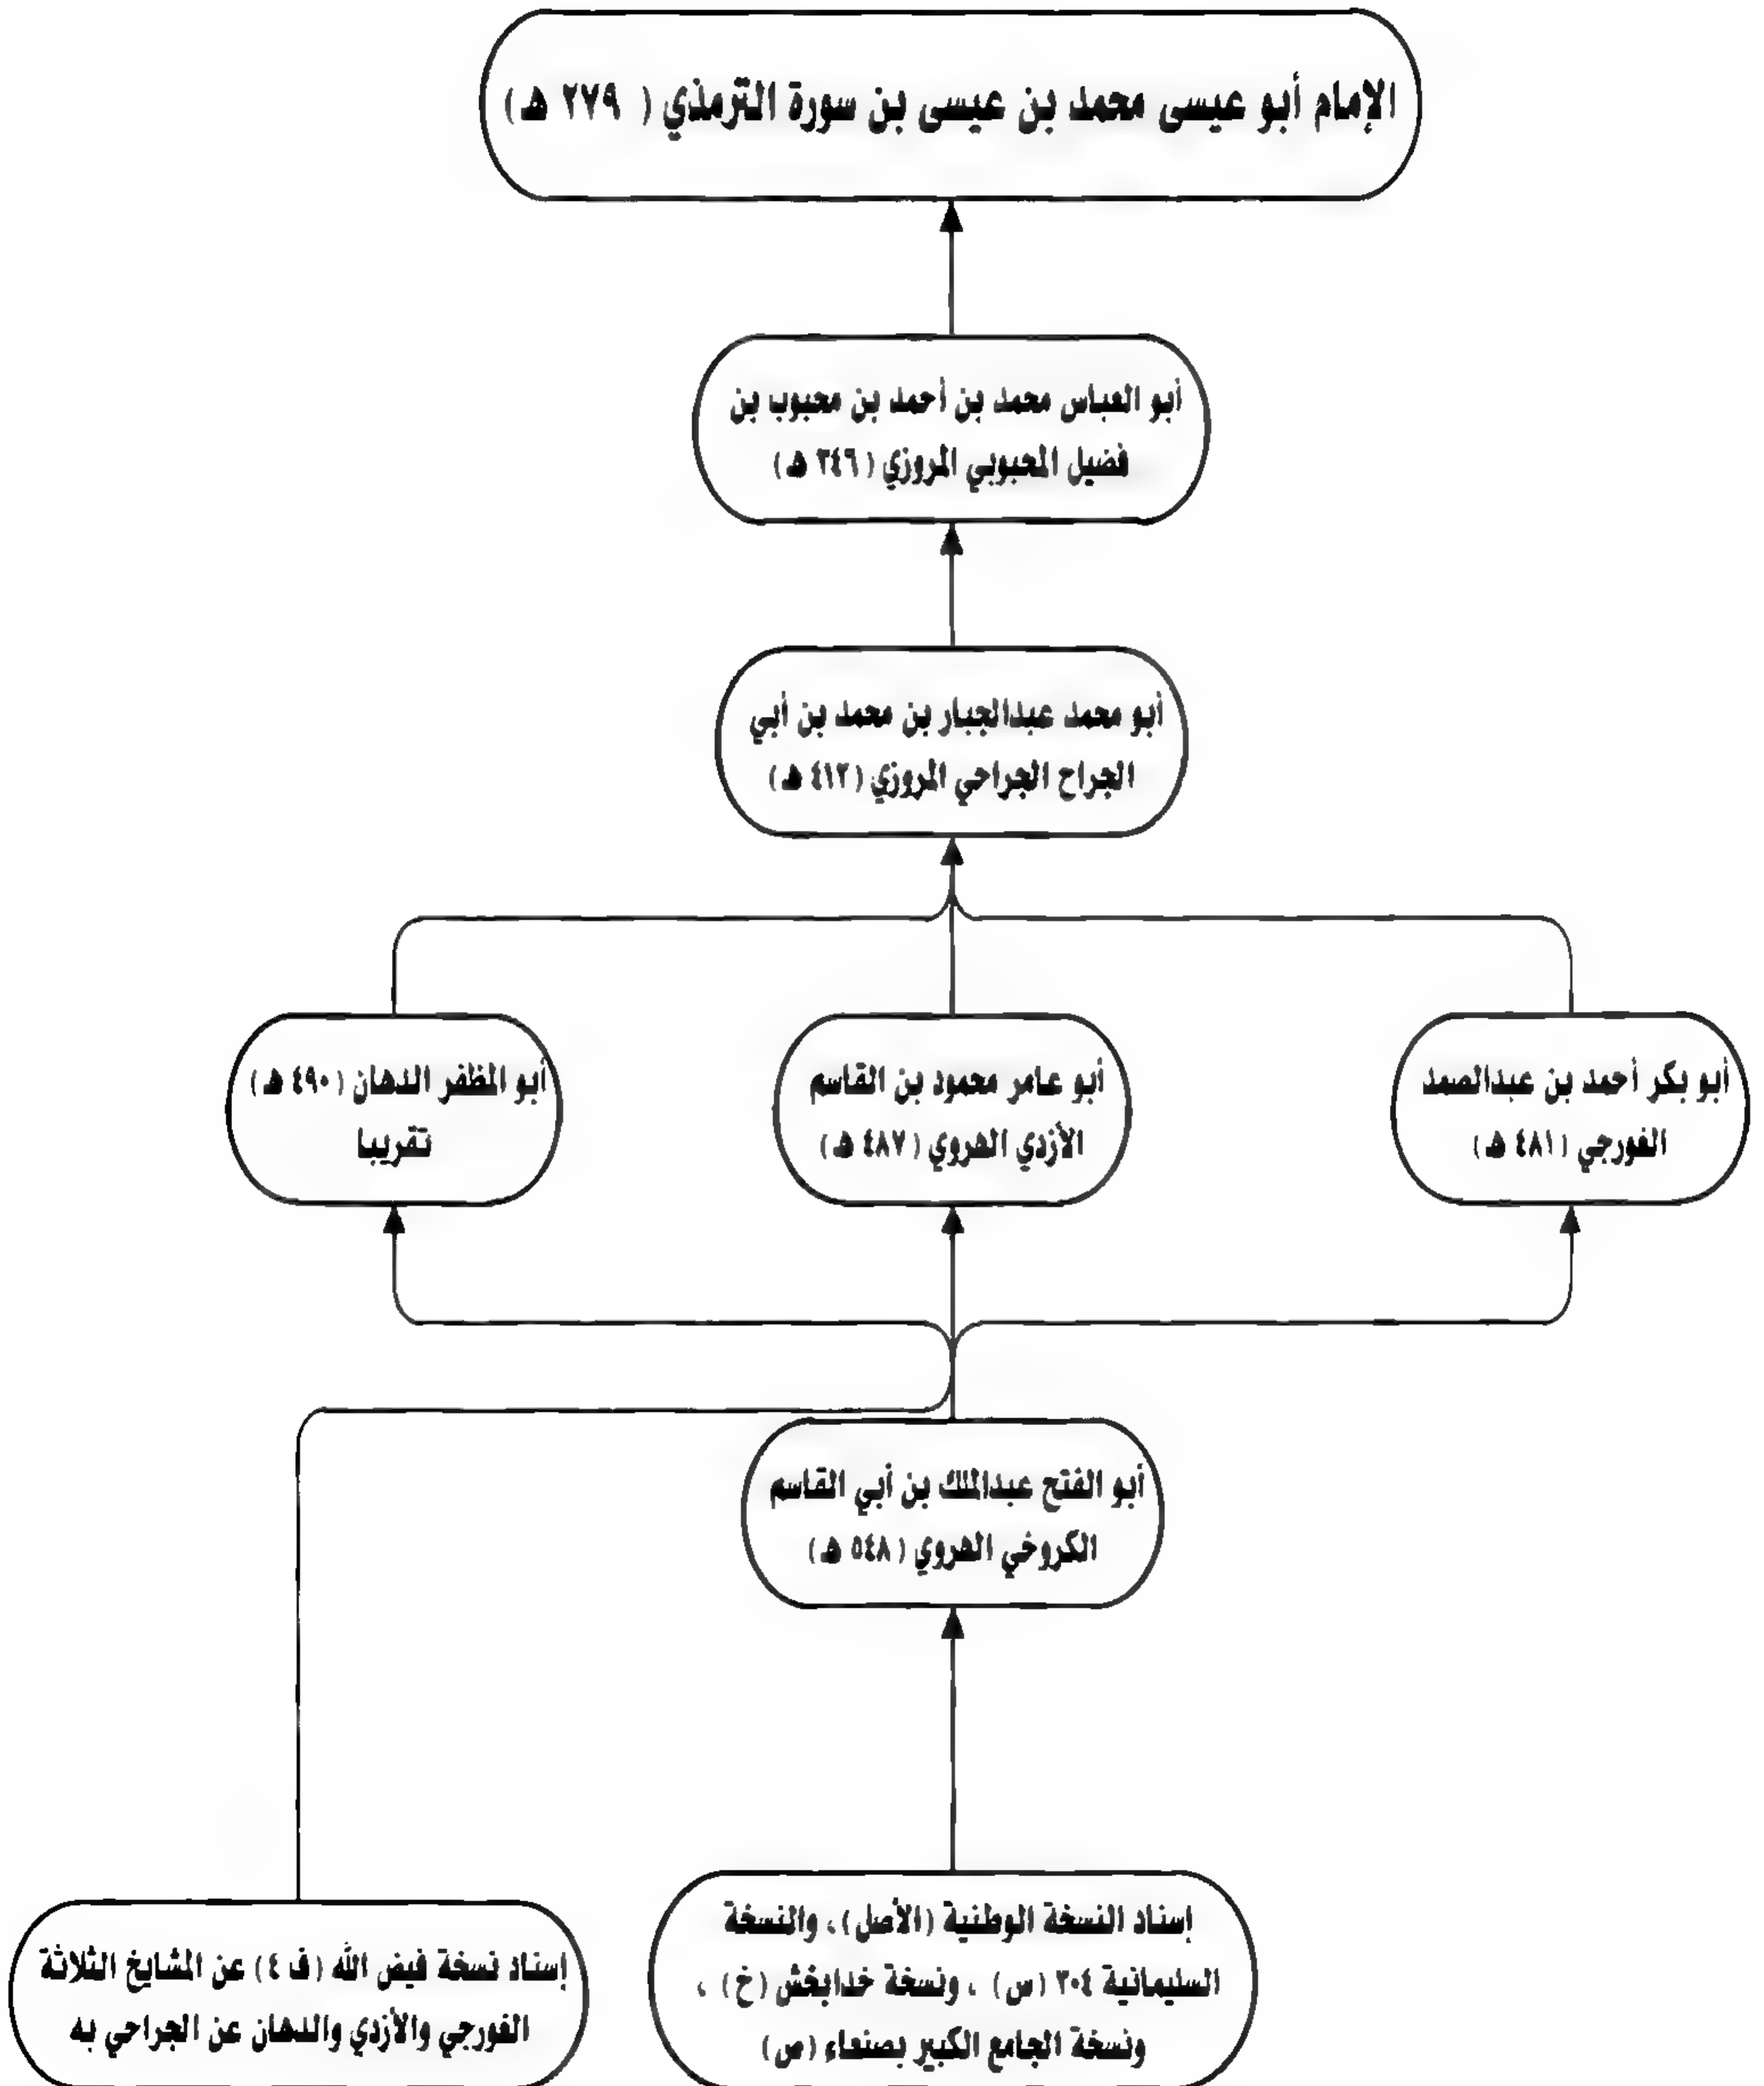 الإمام أبو عيسى محمد بن عيسى بن سورة الترمذي ( ٢٧٩ هـ)
أبو العباس محمد بن أحمد بن محبوب بن
فضيل المحبوبي المروزي (٣٤٦ هـ)
أبو محمد عبدالجبار بن محمد بن أبي
الجراح الجراحي المروزي (٤١٢ هـ)
أبو بكر أحمد بن عبدالصمد
الغورجي (٤٨١ هـ)
أبو عامر محمود بن القاسم
الأزدي الهروي (٤٨٧ هـ)
أبو المظفر الدهان (٤٩٠ هـ)
تقريبا
أبو الفتح عبدالملك بن أبي القاسم
الكروخي الهروي (٥٤٨ هـ)
إسناد النسخة الوطنية (الأصل)، والنسخة
السليمانية ٣٠٤ (س) ، ونسخة خدابخش (خ) ،
ونسخة الجامع الكبير بصنعاء (ص)
إسناد نسخة فيض الله (ف ٤) عن المشايخ الثلاثة
الغورجي والأزدي والدهان عن الجراحي به